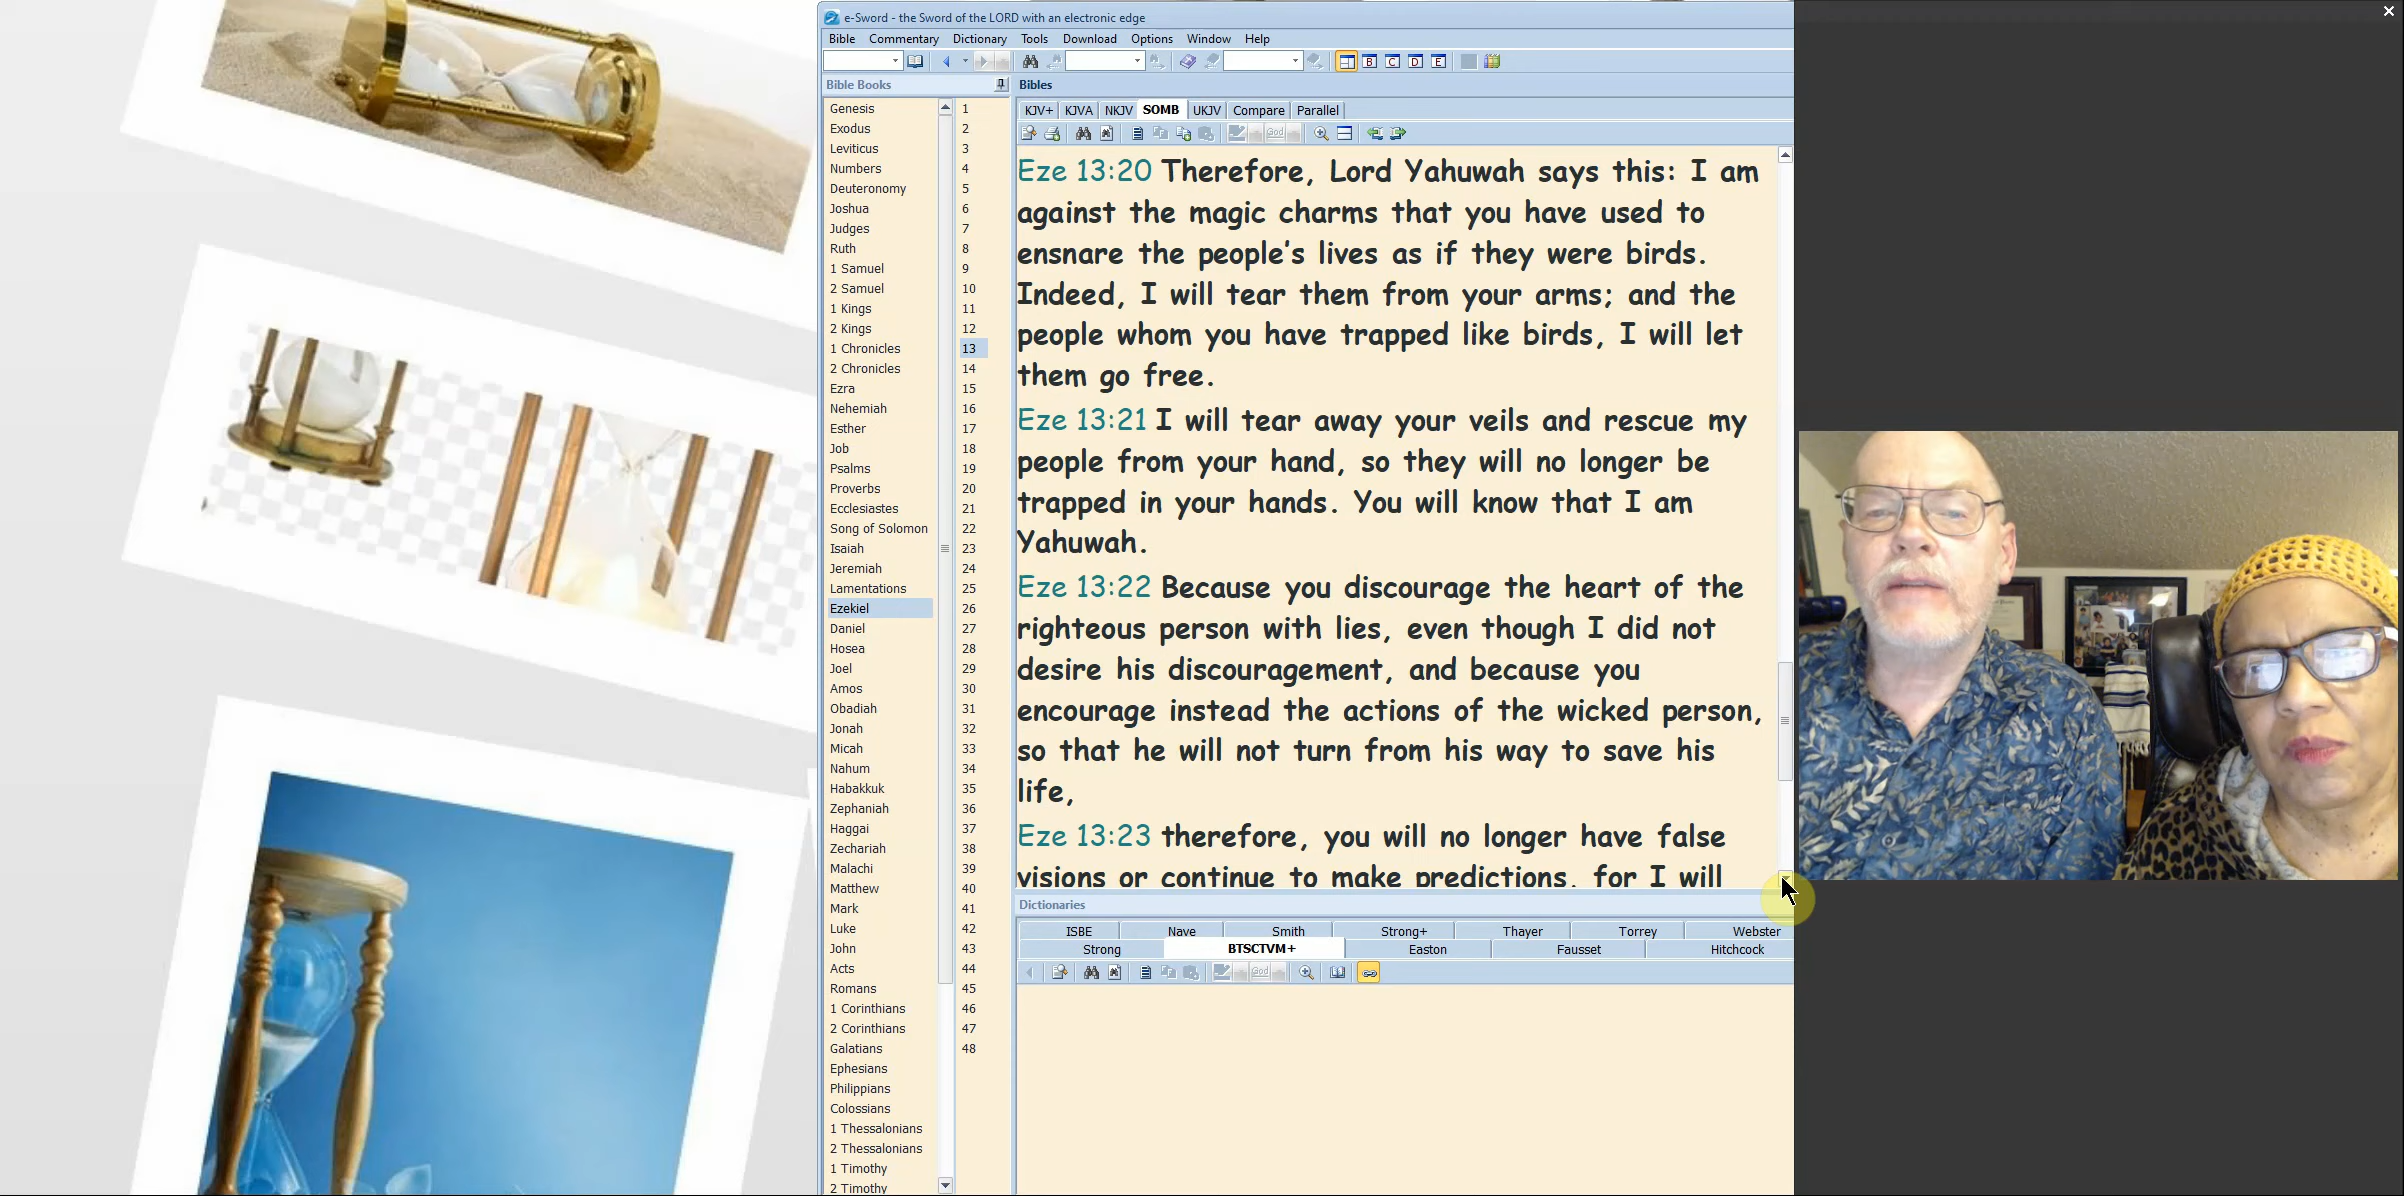 e-Sword - the Sword of the LORD with an electronic edge
Bible Commentary Dictionary Tools Download Options Window Help
B C D E
Bible Books
Bibles
KJV+ KJVA NKJV SOMB UKJV Compare Parallel
God
Genesis
Exodus
Leviticus
Numbers
Deuteronomy
Joshua
Judges
Ruth
1 Samuel
2 Samuel
1 Kings
2 Kings
1 Chronicles
2 Chronicles
Ezra
Nehemiah
Esther
Job
Psalms
Proverbs
Ecclesiastes
Song of Solomon
Isaiah
Jeremiah
Lamentations
Ezekiel
Daniel
Hosea
Joel
Amos
Obadiah
Jonah
Micah
Nahum
Habakkuk
Zephaniah
Haggai
Zechariah
Malachi
Matthew
Mark
Luke
John
Acts
Romans
1 Corinthians
2 Corinthians
Galatians
Ephesians
Philippians
Colossians
1 Thessalonians
2 Thessalonians
1 Timothy
2 Timothy
1
2
3
4
5
6
7
8
9
10
11
12
13
14
15
16
17
18
19
20
21
22
23
24
25
26
27
28
29
30
31
32
33
34
35
36
37
38
39
40
41
42
43
44
45
46
47
48
Eze 13:20 Therefore, Lord Yahuwah says this: I am
against the magic charms that you have used to
ensnare the people's lives as if they were birds.
Indeed, I will tear them from your arms; and the
people whom you have trapped like birds, I will let
them go free.
Eze 13:21 I will tear away your veils and rescue my
people from your hand, so they will no longer be
trapped in your hands. You will know that I am
Yahuwah.
Eze 13:22 Because you discourage the heart of the
righteous person with lies, even though I did not
desire his discouragement, and because you
encourage instead the actions of the wicked person,
so that he will not turn from his way to save his
life,
Eze 13:23 therefore, you will no longer have false
visions or continue to make predictions, for I will
Dictionaries
ISBE Nave Smith Strong+ Thayer Torrey Webster
Strong BTSCTVM+ Easton Fausset Hitchcock
God